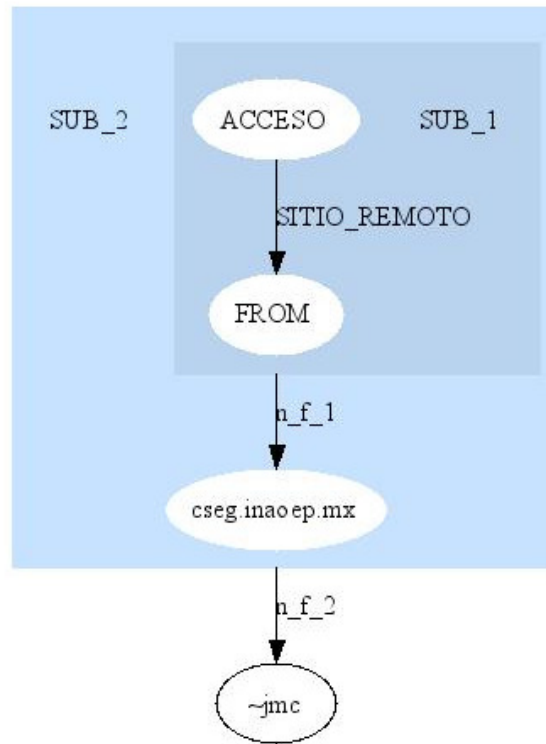 SUB_2
ACCESO
SUB_1
SITIO_REMOTO
FROM
n_f_1
cseg.inaoep.mx
n_f_2
~jmc